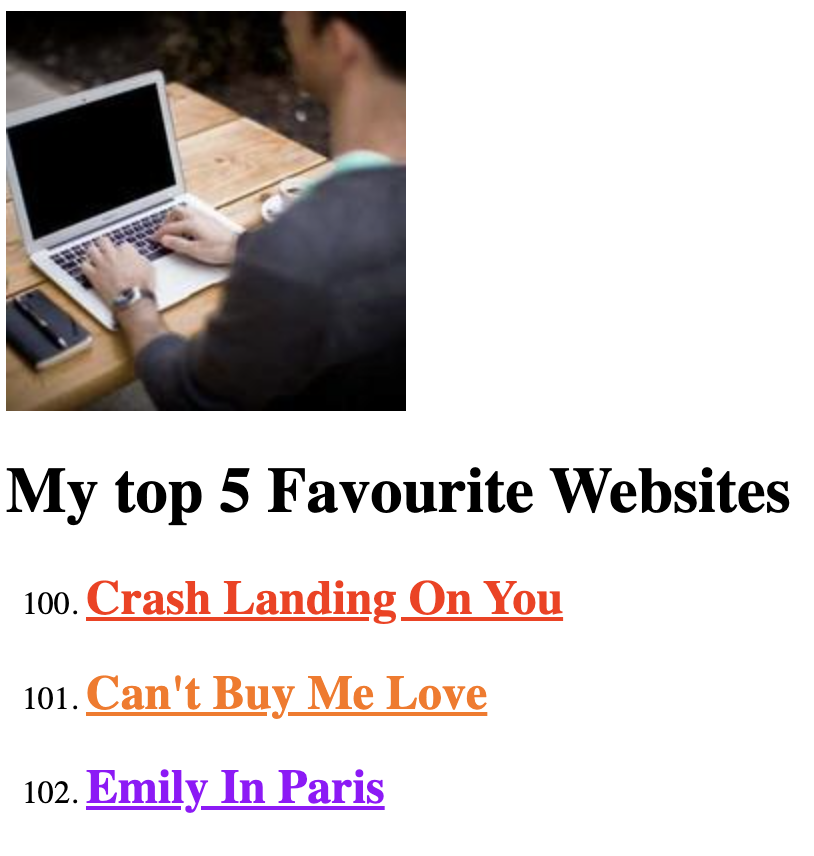 My top 5 Favourite Websites
100. Crash Landing On You
101. Can't Buy Me Love
102. Emily In Paris